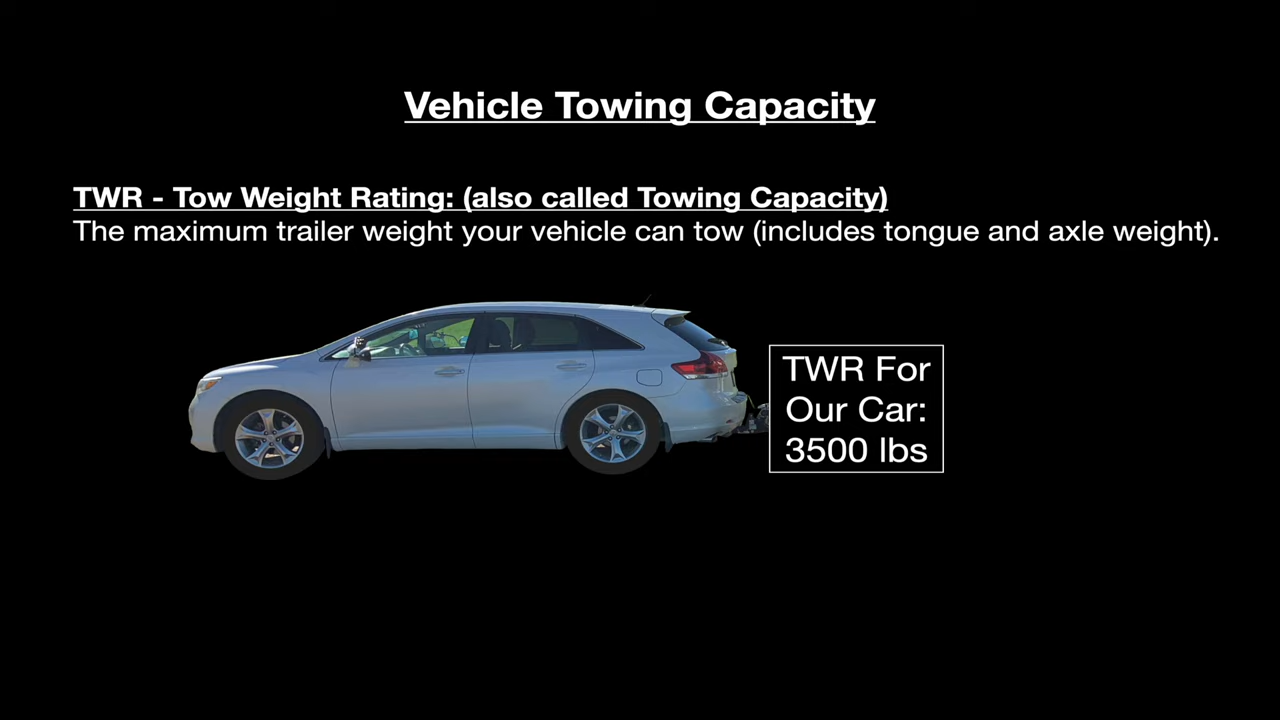 Vehicle Towing Capacity
TWR - Tow Weight Rating: (also called Towing Capacity)
The maximum trailer weight your vehicle can tow (includes tongue and axle weight).
TWR For
Our Car:
3500 lbs